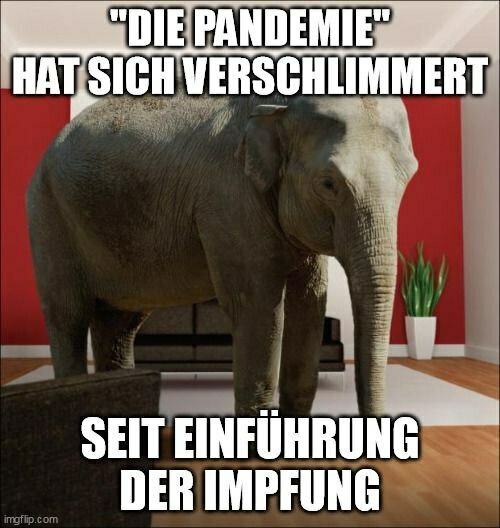 "DIE PANDEMIE"
HAT SICH VERSCHLIMMERT
SEIT EINFÜHRUNG
DER IMPFUNG
imgflip.com